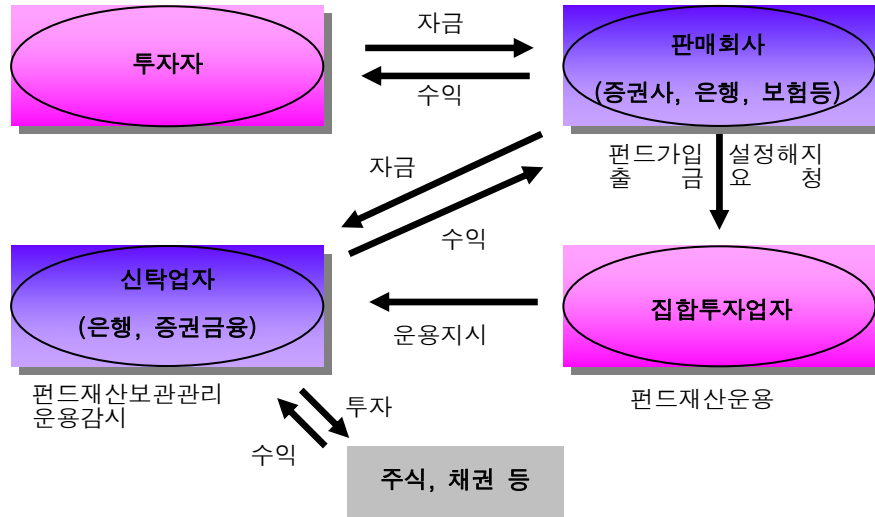 투자자
자금
수익
판매회사
(증권사, 은행, 보험등)
펀드가입 설정해지
출 금 요 청
자금
수익
신탁업자
(은행, 증권금융)
운용지시
집합투자업자
펀드재산보관관리
운용감시
펀드재산운용
투자
수익
주식, 채권 등